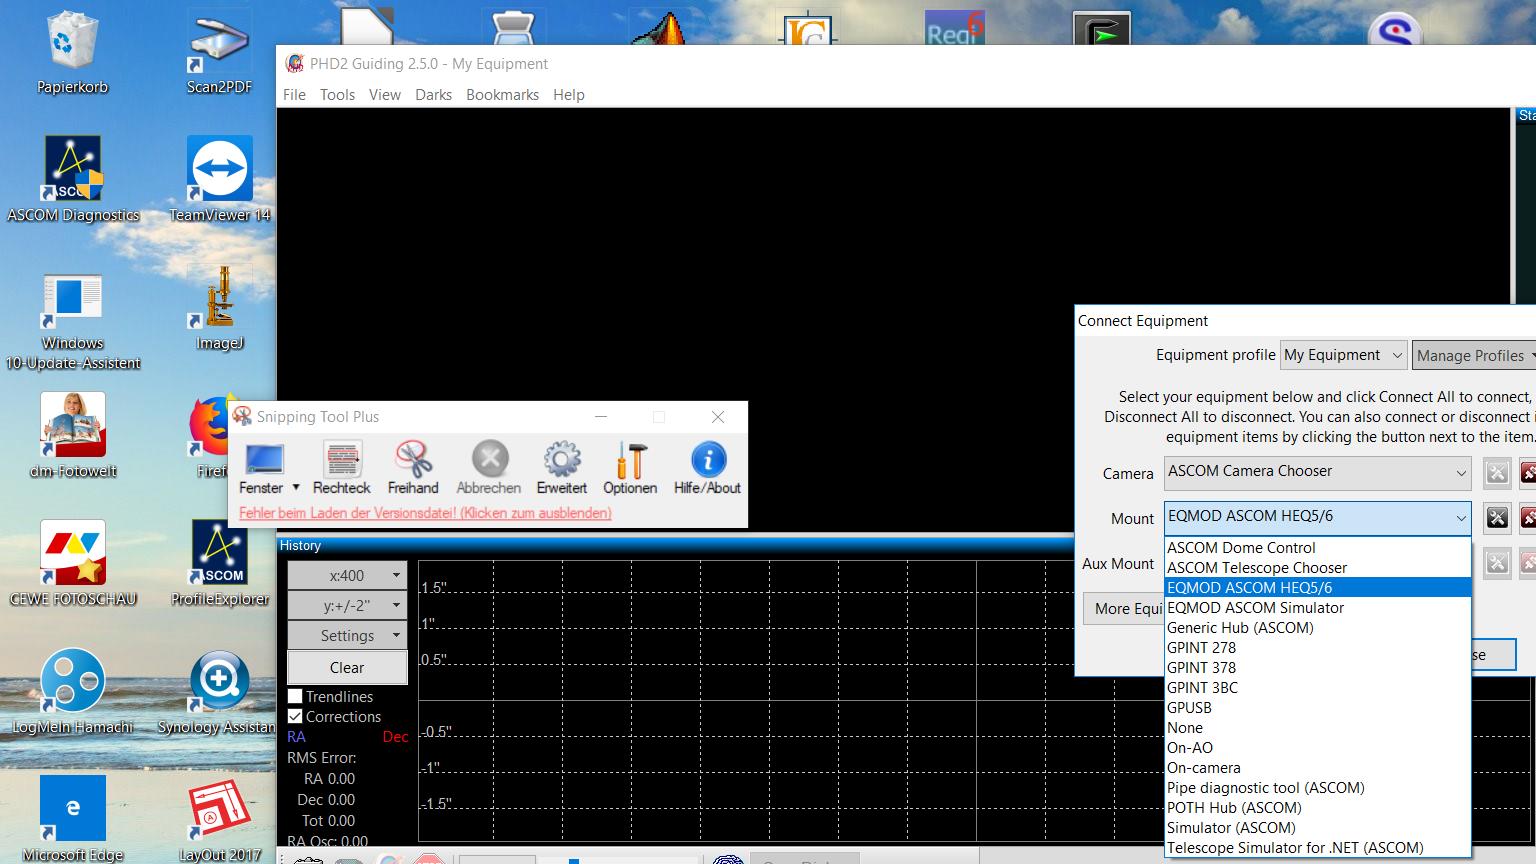 Papierkorb
Scan2PDF
ASCOM Diagnostics
TeamViewer 14
Windows
10-Update-Assistent
ImageJ
dm-Fotowelt
CEWE FOTOSCHAU
ASCOM
ProfileExplorer
LogMeIn Hamachi
Synology Assistan
Microsoft Edge
LayOut 2017
PHD2 Guiding 2.5.0 - My Equipment
File Tools View Darks Bookmarks Help
Snipping Tool Plus
Fenster Rechteck Freihand Abbrechen Erweitert Optionen Hilfe/About
Fehler beim Laden der Versionsdatei! (Klicken zum ausblenden)
Connect Equipment
Equipment profile My Equipment Manage Profiles
Select your equipment below and click Connect All to connect,
Disconnect All to disconnect. You can also connect or disconnect i
equipment items by clicking the button next to the item.
Camera ASCOM Camera Chooser
Mount EQMOD ASCOM HEQ5/6
Aux Mount
More Equi
se
ASCOM Dome Control
ASCOM Telescope Chooser
EQMOD ASCOM HEQ5/6
EQMOD ASCOM Simulator
Generic Hub (ASCOM)
GPINT 278
GPINT 378
GPINT 3BC
GPUSB
None
On-AO
On-camera
Pipe diagnostic tool (ASCOM)
POTH Hub (ASCOM)
Simulator (ASCOM)
Telescope Simulator for .NET (ASCOM)
History
x:400
y:+/-2"
Settings
Clear
Trendlines
Corrections
RA Dec
RMS Error:
RA 0.00
Dec 0.00
Tot 0.00
RA Osc: 0.00
1.5"
1"
0.5"
-0.5"
-1"
-1.5"
Sta